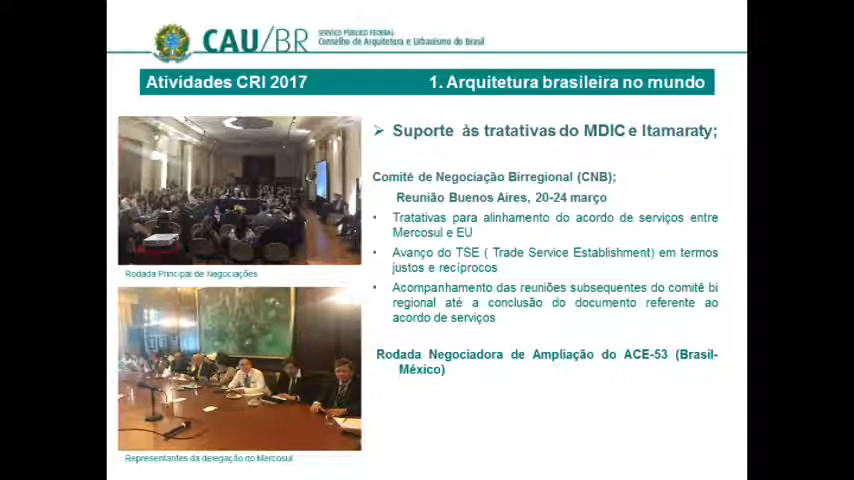 CAU/BR
SERVIÇO PÚBLICO FEDERAL
Conselho de Arquitetura e Urbanismo do Brasil
Atividades CRI 2017
1. Arquitetura brasileira no mundo
➢ Suporte às tratativas do MDIC e Itamaraty;
Comitê de Negociação Birregional (CNB);
Reunião Buenos Aires, 20-24 março
• Tratativas para alinhamento do acordo de serviços entre
Mercosul e EU
• Avanço do TSE ( Trade Service Establishment) em termos
justos e recíprocos
• Acompanhamento das reuniões subsequentes do comitê bi
regional até a conclusão do documento referente ao
acordo de serviços
Rodada Negociadora de Ampliação do ACE-53 (Brasil-
México)
Rodada Principal de Negociações
Representantes da delegação do Mercosul